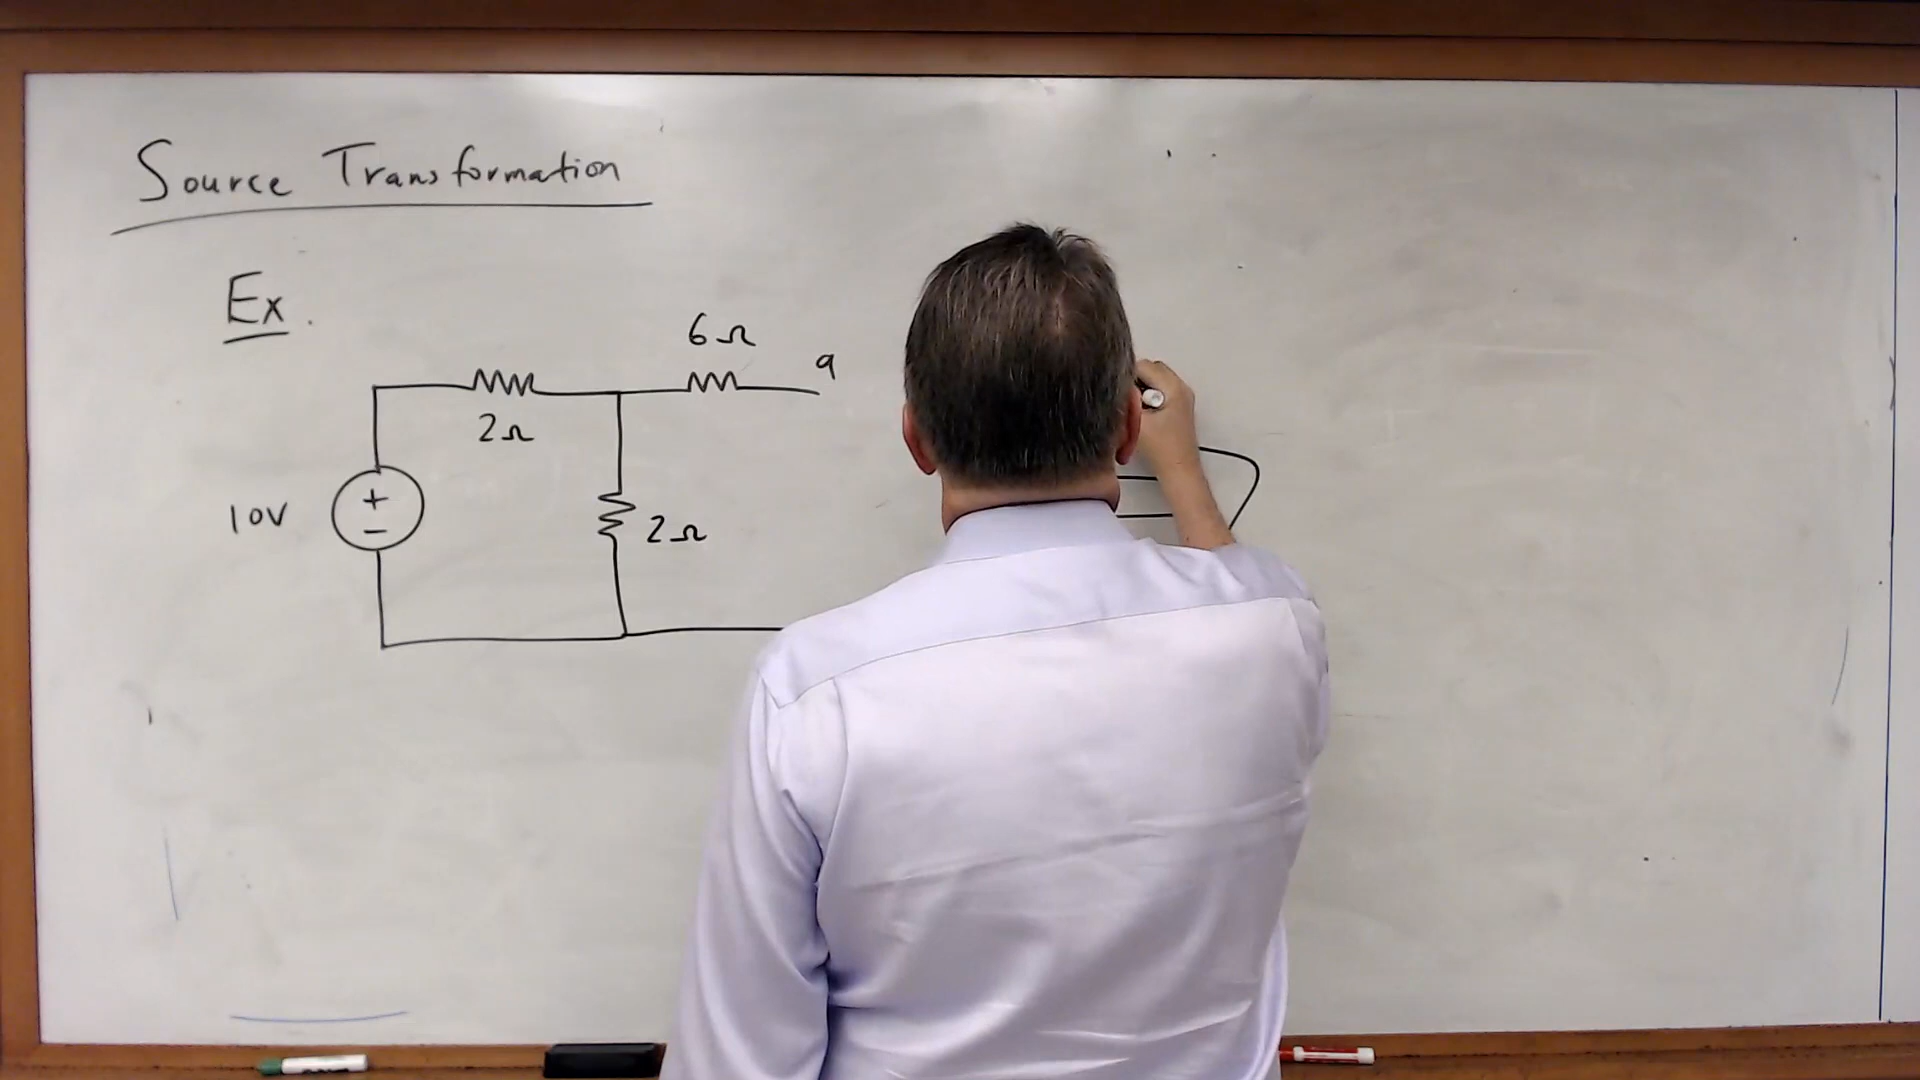 Source Transformation
Ex.
6Ω
a
2Ω
10V
+
−
2Ω